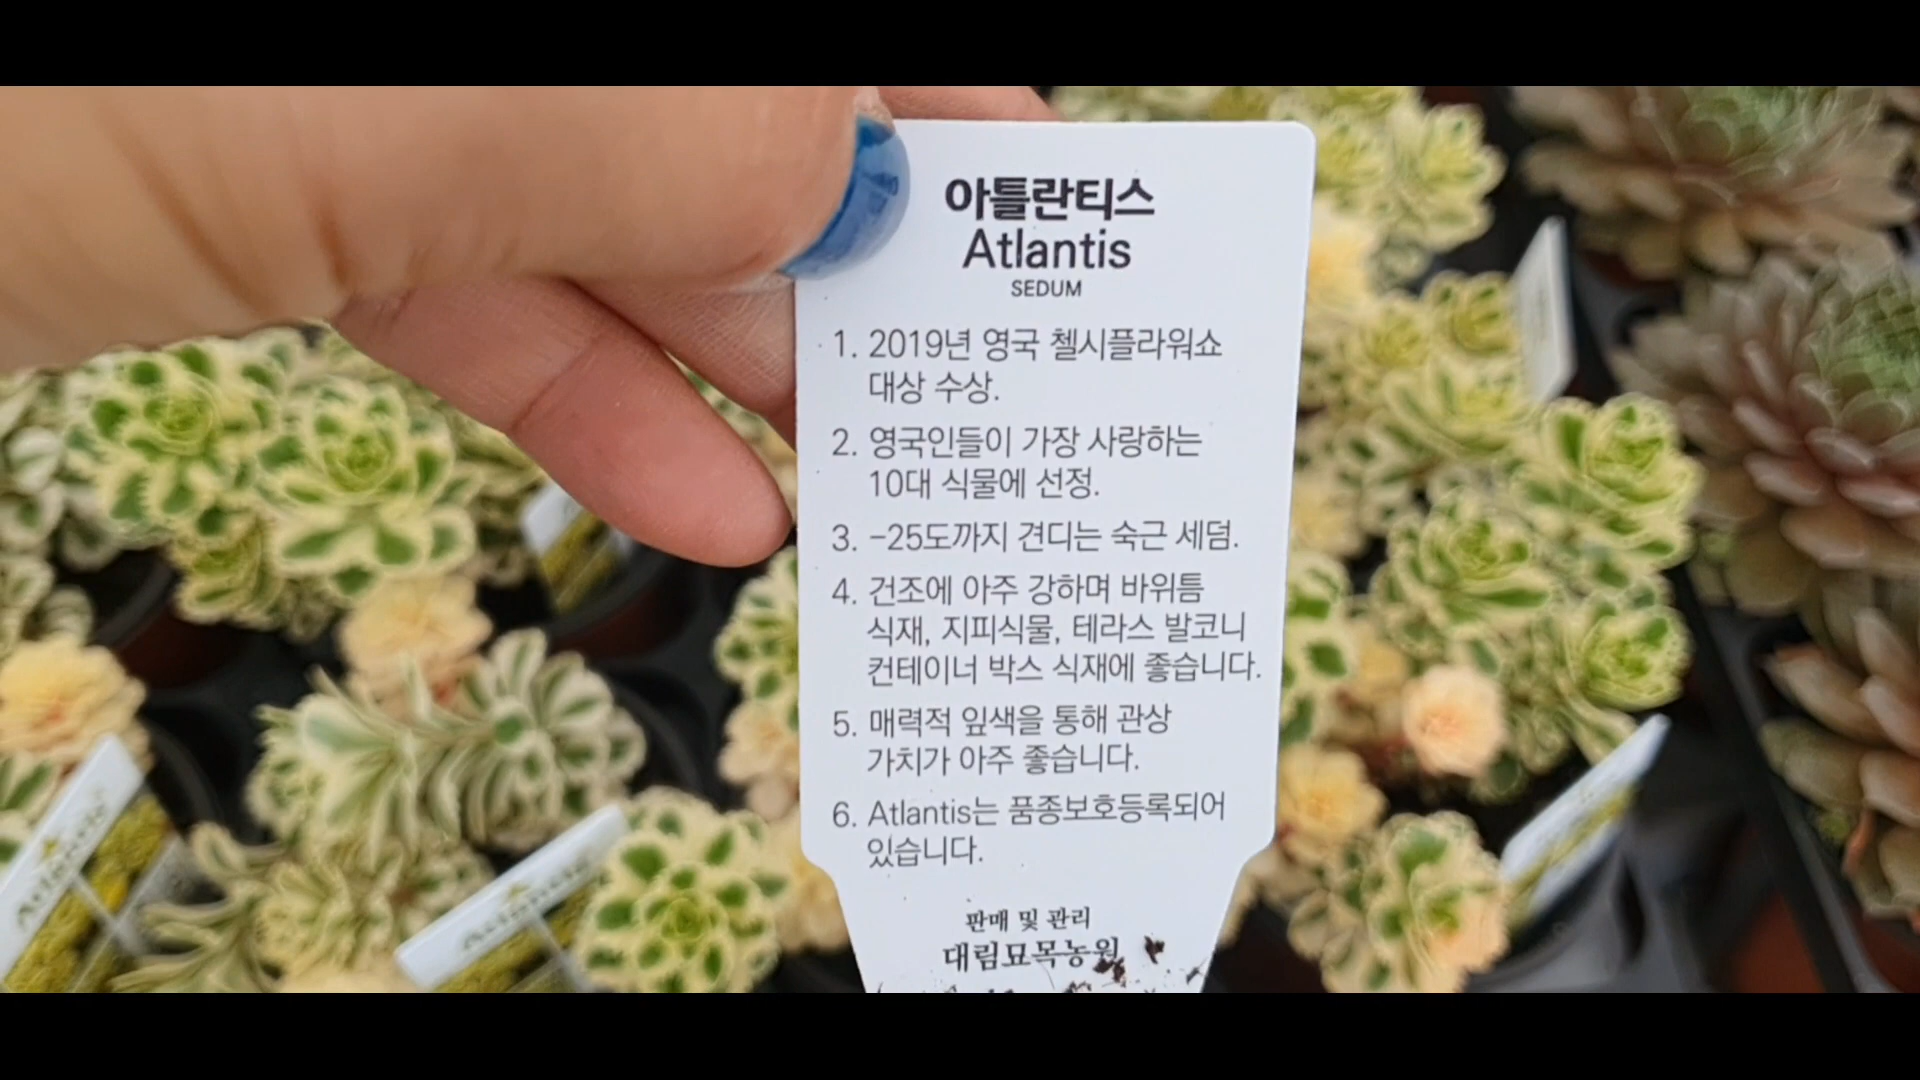 아틀란티스
Atlantis
SEDUM
1. 2019년 영국 첼시플라워쇼
대상 수상.
2. 영국인들이 가장 사랑하는
10대 식물에 선정.
3. -25도까지 견디는 숙근 세덤.
4. 건조에 아주 강하며 바위틈
식재, 지피식물, 테라스 발코니
컨테이너 박스 식재에 좋습니다.
5. 매력적 잎색을 통해 관상
가치가 아주 좋습니다.
6. Atlantis는 품종보호등록되어
있습니다.
판매 및 관리
대림묘목농원
Atlantis
Atlantis